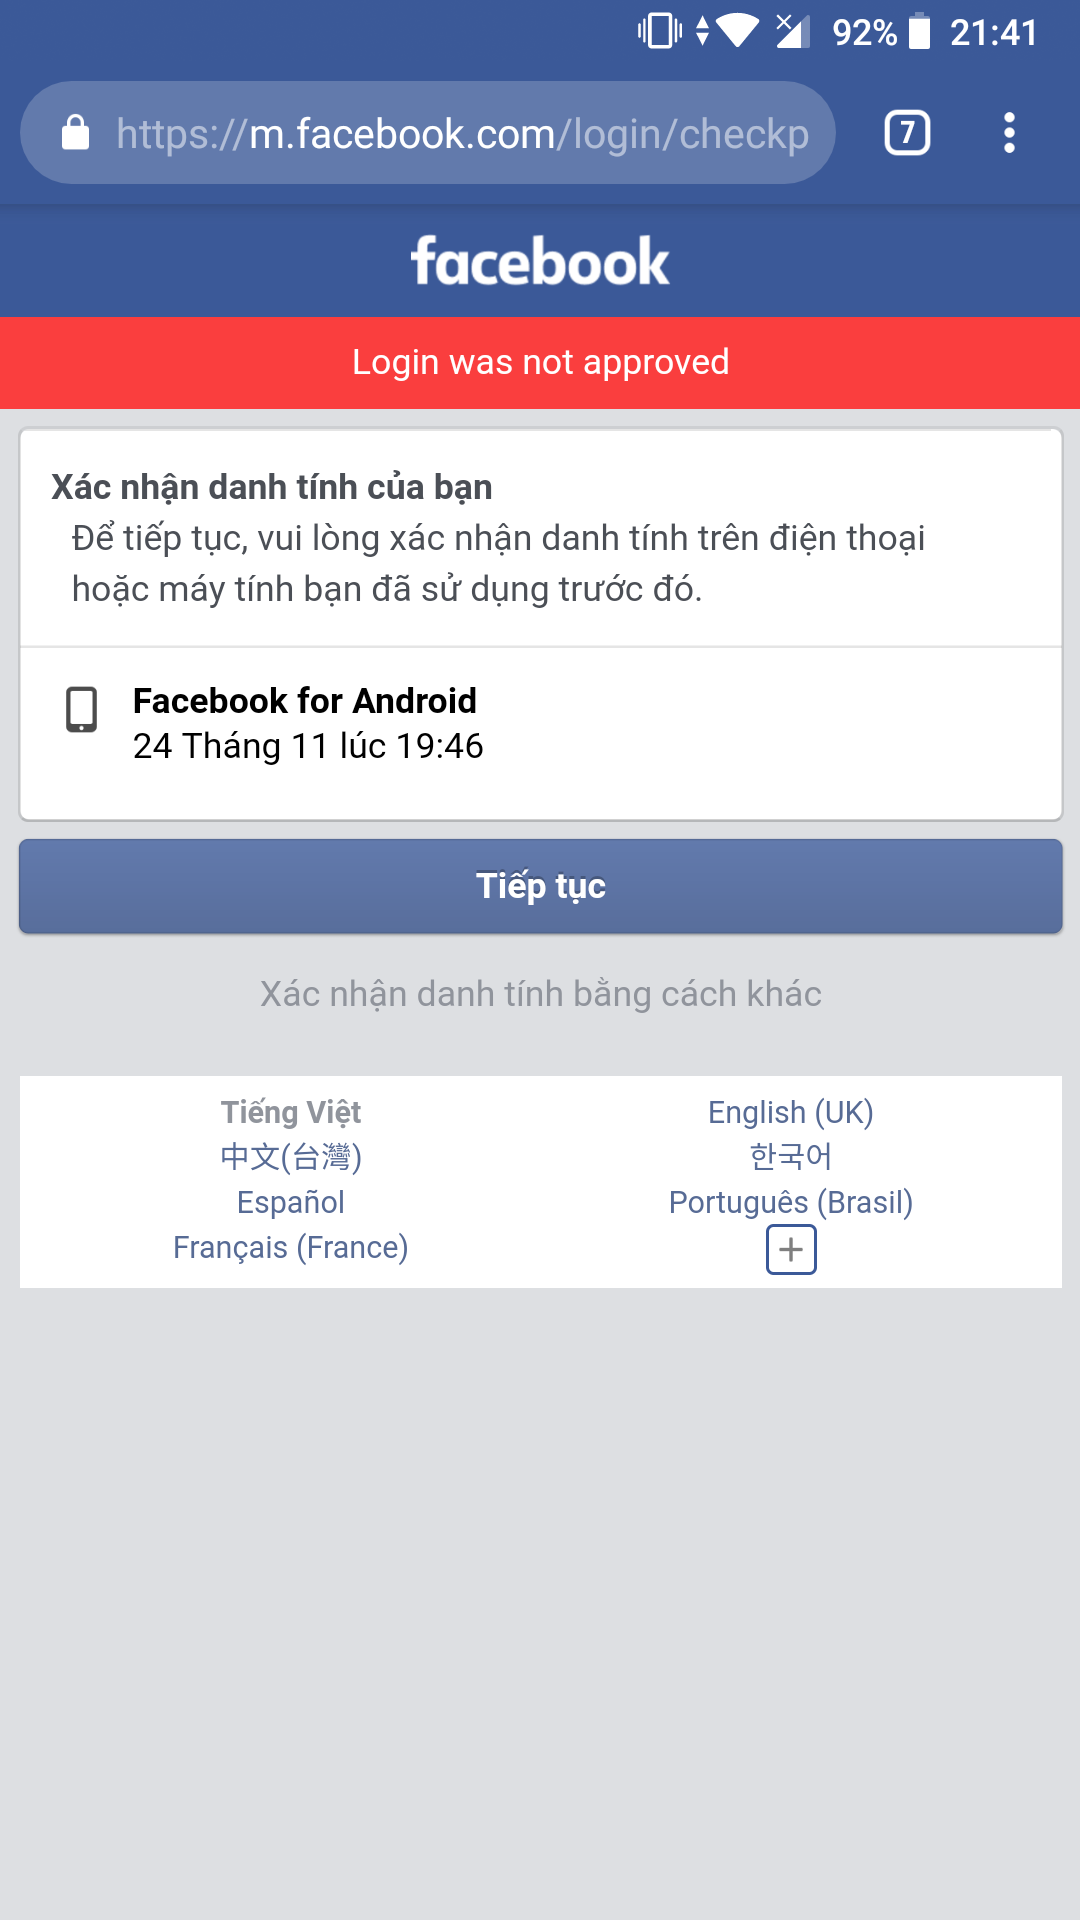 92% 21:41
https://m.facebook.com/login/checkp
7
facebook
Login was not approved
Xác nhận danh tính của bạn
Để tiếp tục, vui lòng xác nhận danh tính trên điện thoại
hoặc máy tính bạn đã sử dụng trước đó.
Facebook for Android
24 Tháng 11 lúc 19:46
Tiếp tục
Xác nhận danh tính bằng cách khác
Tiếng Việt English (UK)
中文(台灣) 한국어
Español Português (Brasil)
Français (France) +